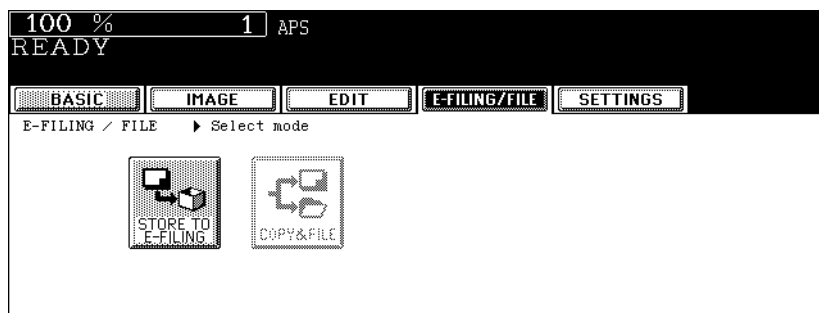 100 % 1 APS
READY
BASIC IMAGE EDIT E-FILING/FILE SETTINGS
E-FILING / FILE ▶ Select mode
STORE TO COPY&FILE
E-FILING